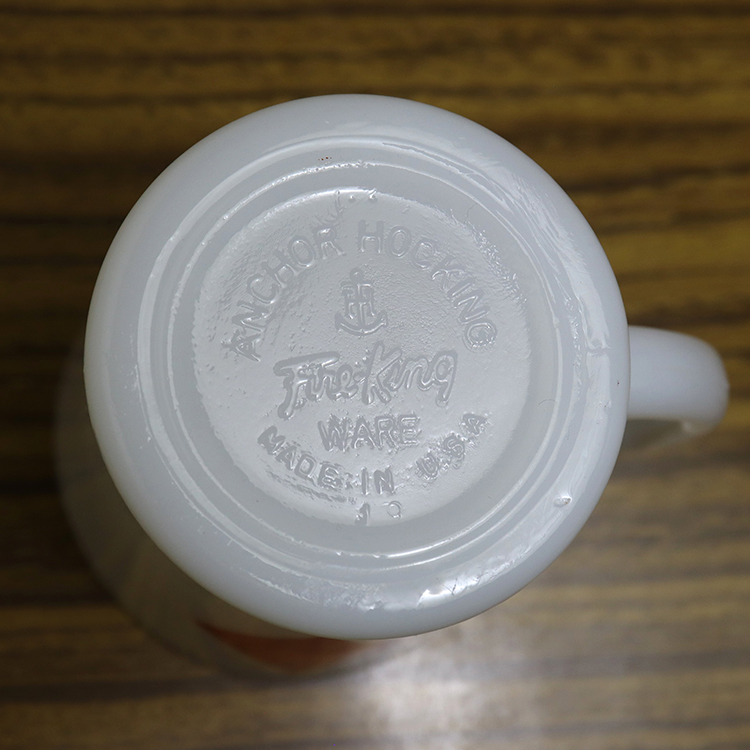 ANCHOR HOCKING
Fire-King
WARE
MADE IN U.S.A